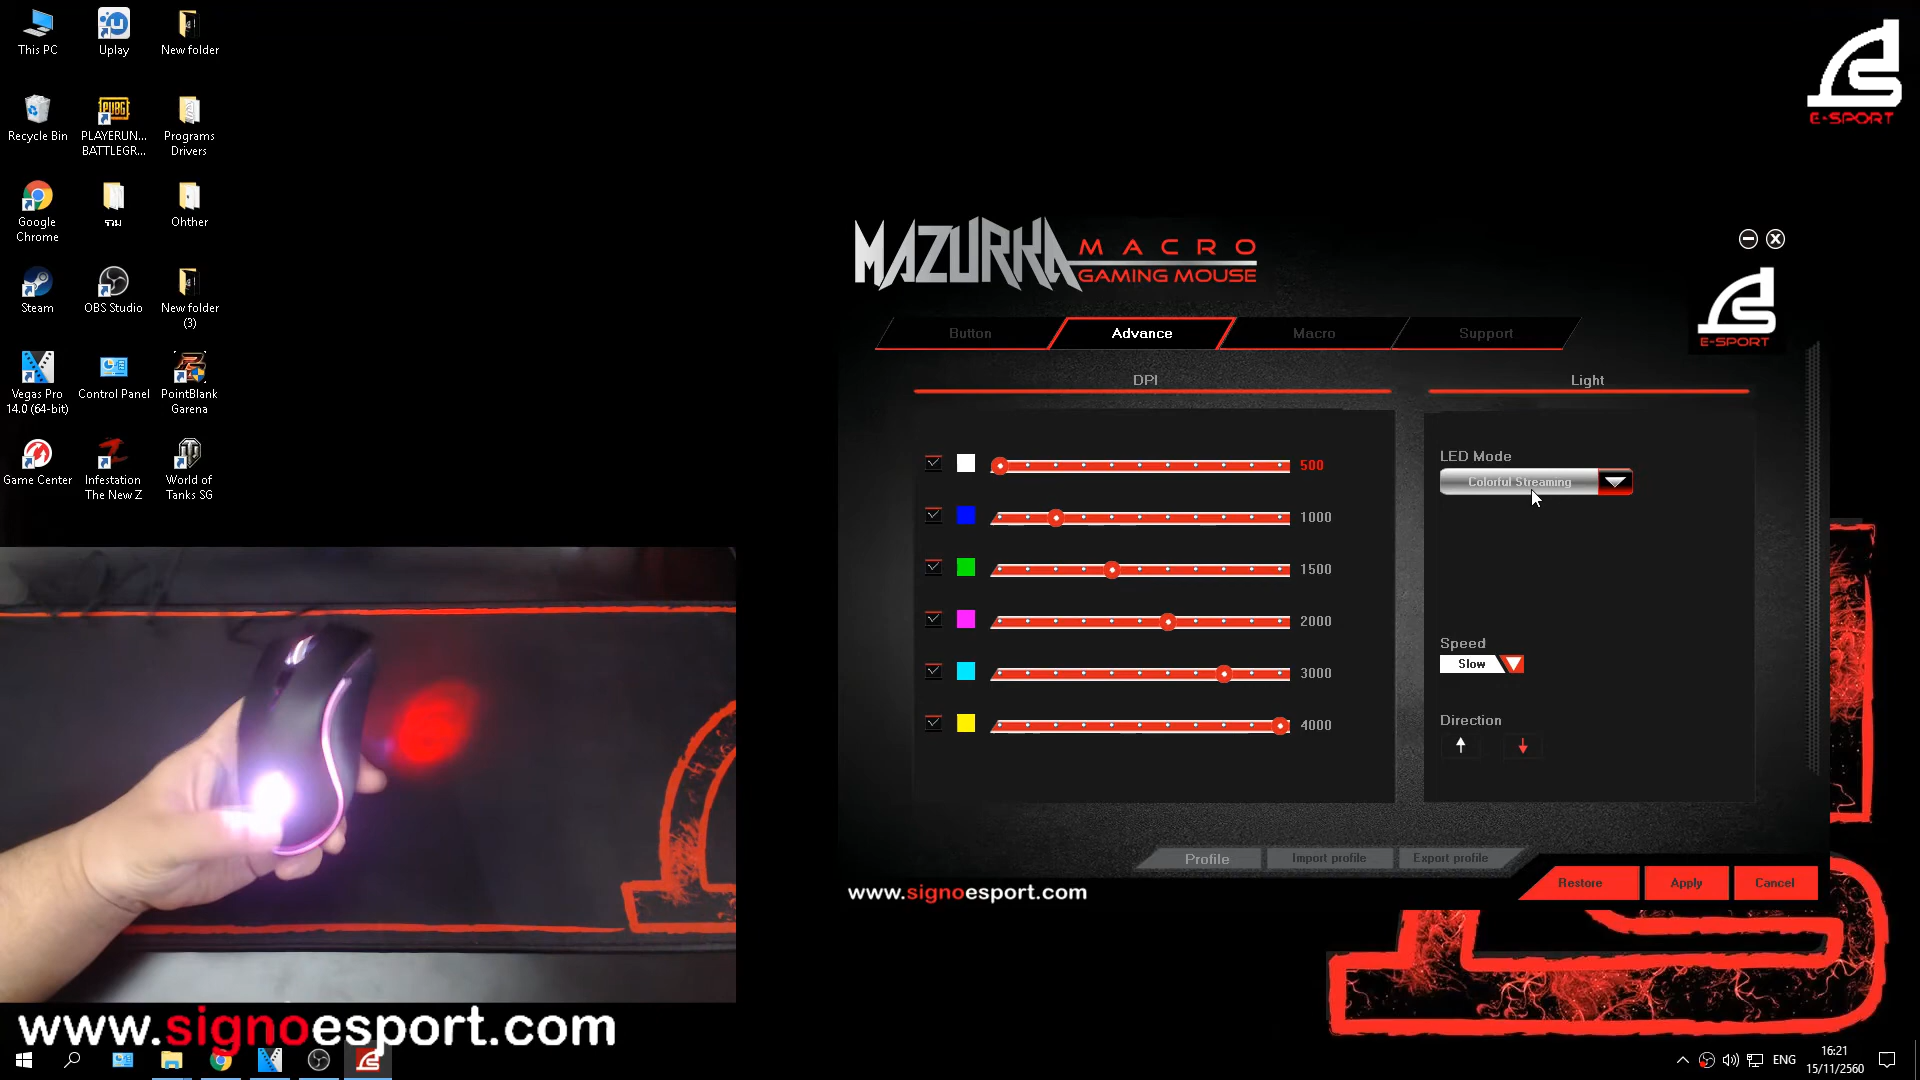 This PC
Uplay
New folder
Recycle Bin
PUBG
PLAYERUN...
BATTLEGR...
Programs
Drivers
Google
Chrome
รวม
Ohther
Steam
OBS Studio
New folder
(3)
Vegas Pro
14.0 (64-bit)
Control Panel
PointBlank
Garena
Game Center
Infestation
The New Z
World of
Tanks SG
E-SPORT
MAZURKA
MACRO
GAMING MOUSE
E-SPORT
Button
Advance
Macro
Support
DPI
Light
500
1000
1500
2000
3000
4000
LED Mode
Colorful Streaming
Speed
Slow
Direction
Profile
Import profile
Export profile
www.signoesport.com
Restore
Apply
Cancel
www.signoesport.com
ENG
16:21
15/11/2560